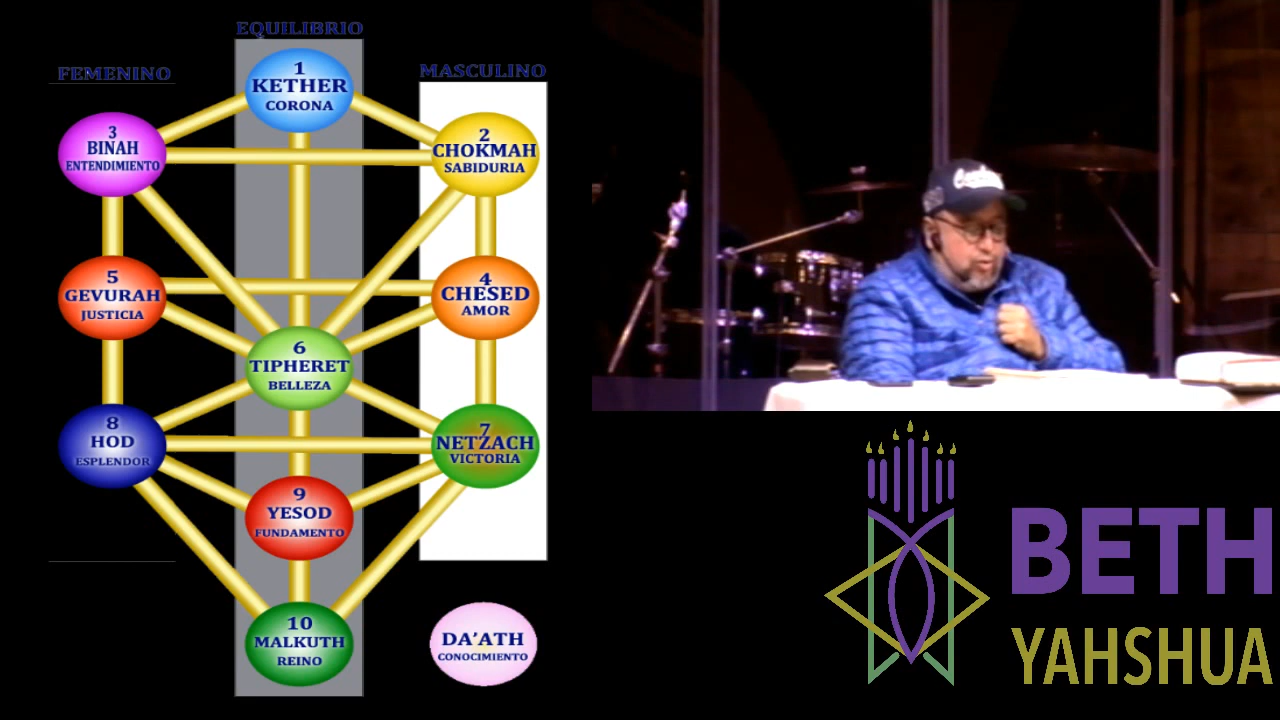 EQUILIBRIO
FEMENINO
MASCULINO
1
KETHER
CORONA
3
BINAH
ENTENDIMIENTO
2
CHOKMAH
SABIDURIA
5
GEVURAH
JUSTICIA
4
CHESED
AMOR
6
TIPHERET
BELLEZA
8
HOD
ESPLENDOR
7
NETZACH
VICTORIA
9
YESOD
FUNDAMENTO
10
MALKUTH
REINO
DA'ATH
CONOCIMIENTO
BETH
YAHSHUA